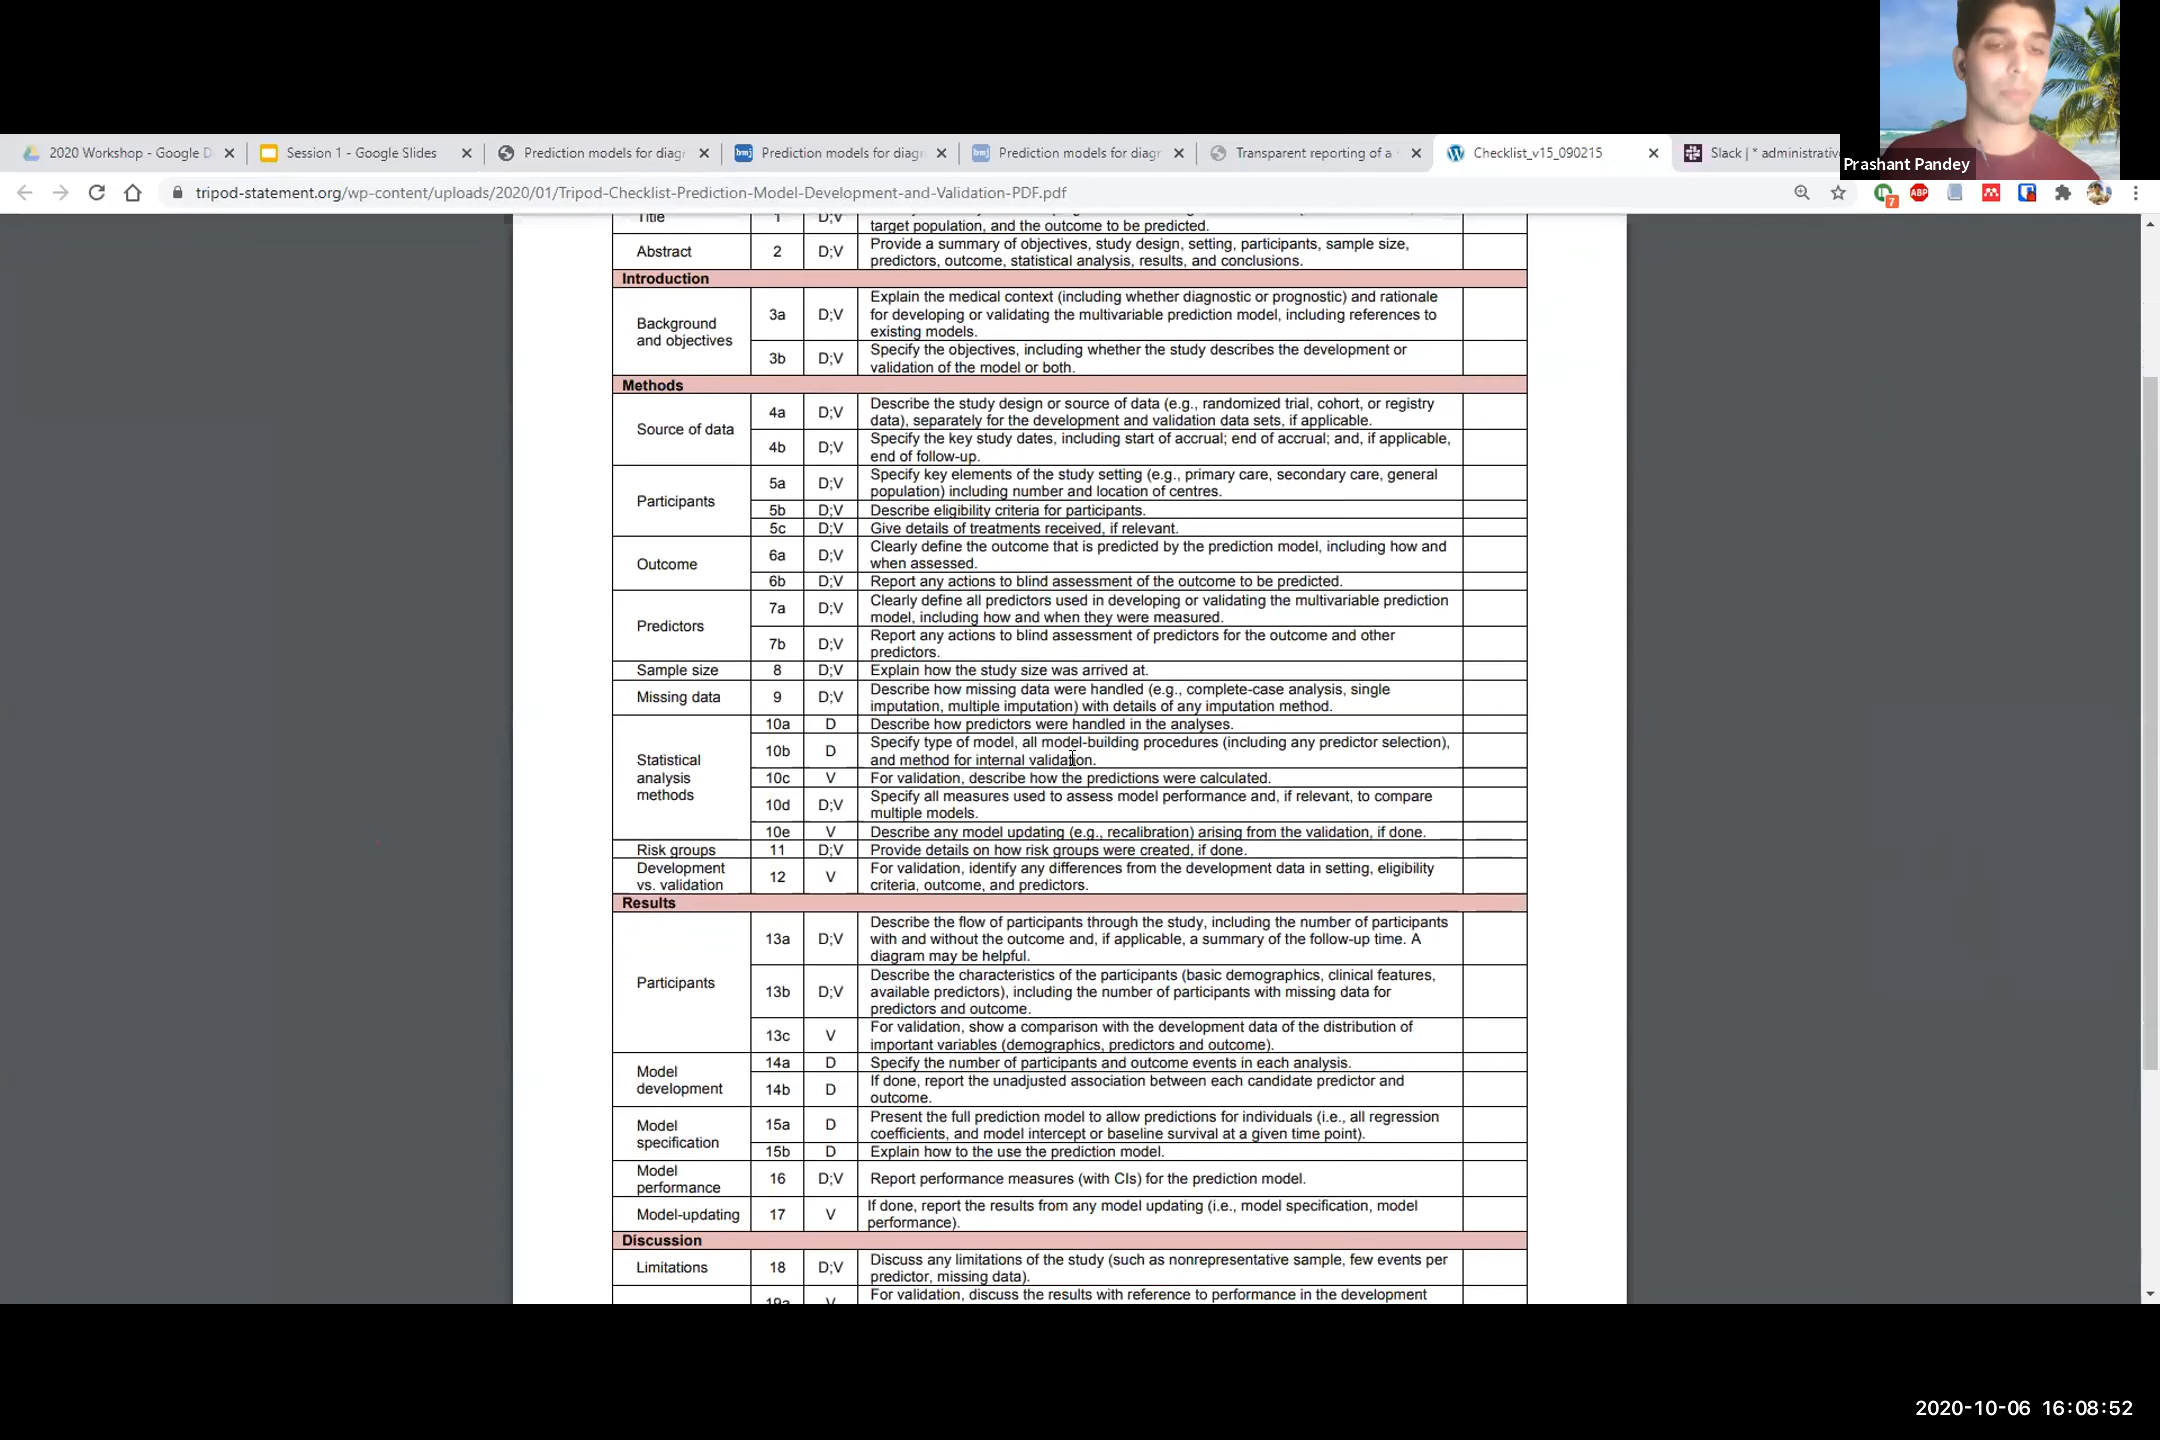 Prashant Pandey
2020 Workshop - Google D
Session 1 - Google Slides
Prediction models for diag
bmj
Prediction models for diagn
bmj
Prediction models for diagr
Transparent reporting of a
Checklist_v15_090215
Slack | * administrativ
tripod-statement.org/wp-content/uploads/2020/01/Tripod-Checklist-Prediction-Model-Development-and-Validation-PDF.pdf
7
ABP
Title 1 D;V
target population, and the outcome to be predicted.
Abstract 2 D;V Provide a summary of objectives, study design, setting, participants, sample size,
predictors, outcome, statistical analysis, results, and conclusions.
Introduction
Background
and objectives
3a D;V Explain the medical context (including whether diagnostic or prognostic) and rationale
for developing or validating the multivariable prediction model, including references to
existing models.
3b D;V Specify the objectives, including whether the study describes the development or
validation of the model or both.
Methods
Source of data
4a D;V Describe the study design or source of data (e.g., randomized trial, cohort, or registry
data), separately for the development and validation data sets, if applicable.
4b D;V Specify the key study dates, including start of accrual; end of accrual; and, if applicable,
end of follow-up.
Participants
5a D;V Specify key elements of the study setting (e.g., primary care, secondary care, general
population) including number and location of centres.
5b D;V Describe eligibility criteria for participants.
5c D;V Give details of treatments received, if relevant.
Outcome
6a D;V Clearly define the outcome that is predicted by the prediction model, including how and
when assessed.
6b D;V Report any actions to blind assessment of the outcome to be predicted.
Predictors
7a D;V Clearly define all predictors used in developing or validating the multivariable prediction
model, including how and when they were measured.
7b D;V Report any actions to blind assessment of predictors for the outcome and other
predictors.
Sample size 8 D;V Explain how the study size was arrived at.
Missing data 9 D;V Describe how missing data were handled (e.g., complete-case analysis, single
imputation, multiple imputation) with details of any imputation method.
Statistical
analysis
methods
10a D Describe how predictors were handled in the analyses.
10b D Specify type of model, all model-building procedures (including any predictor selection),
and method for internal validation.
10c V For validation, describe how the predictions were calculated.
10d D;V Specify all measures used to assess model performance and, if relevant, to compare
multiple models.
10e V Describe any model updating (e.g., recalibration) arising from the validation, if done.
Risk groups 11 D;V Provide details on how risk groups were created, if done.
Development
vs. validation
12 V For validation, identify any differences from the development data in setting, eligibility
criteria, outcome, and predictors.
Results
Participants
13a D;V Describe the flow of participants through the study, including the number of participants
with and without the outcome and, if applicable, a summary of the follow-up time. A
diagram may be helpful.
13b D;V Describe the characteristics of the participants (basic demographics, clinical features,
available predictors), including the number of participants with missing data for
predictors and outcome.
13c V For validation, show a comparison with the development data of the distribution of
important variables (demographics, predictors and outcome).
Model
development
14a D Specify the number of participants and outcome events in each analysis.
14b D If done, report the unadjusted association between each candidate predictor and
outcome.
Model
specification
15a D Present the full prediction model to allow predictions for individuals (i.e., all regression
coefficients, and model intercept or baseline survival at a given time point).
15b D Explain how to the use the prediction model.
Model
performance
16 D;V Report performance measures (with CIs) for the prediction model.
Model-updating 17 V If done, report the results from any model updating (i.e., model specification, model
performance).
Discussion
Limitations 18 D;V Discuss any limitations of the study (such as nonrepresentative sample, few events per
predictor, missing data).
19a V For validation, discuss the results with reference to performance in the development
2020-10-06 16:08:52